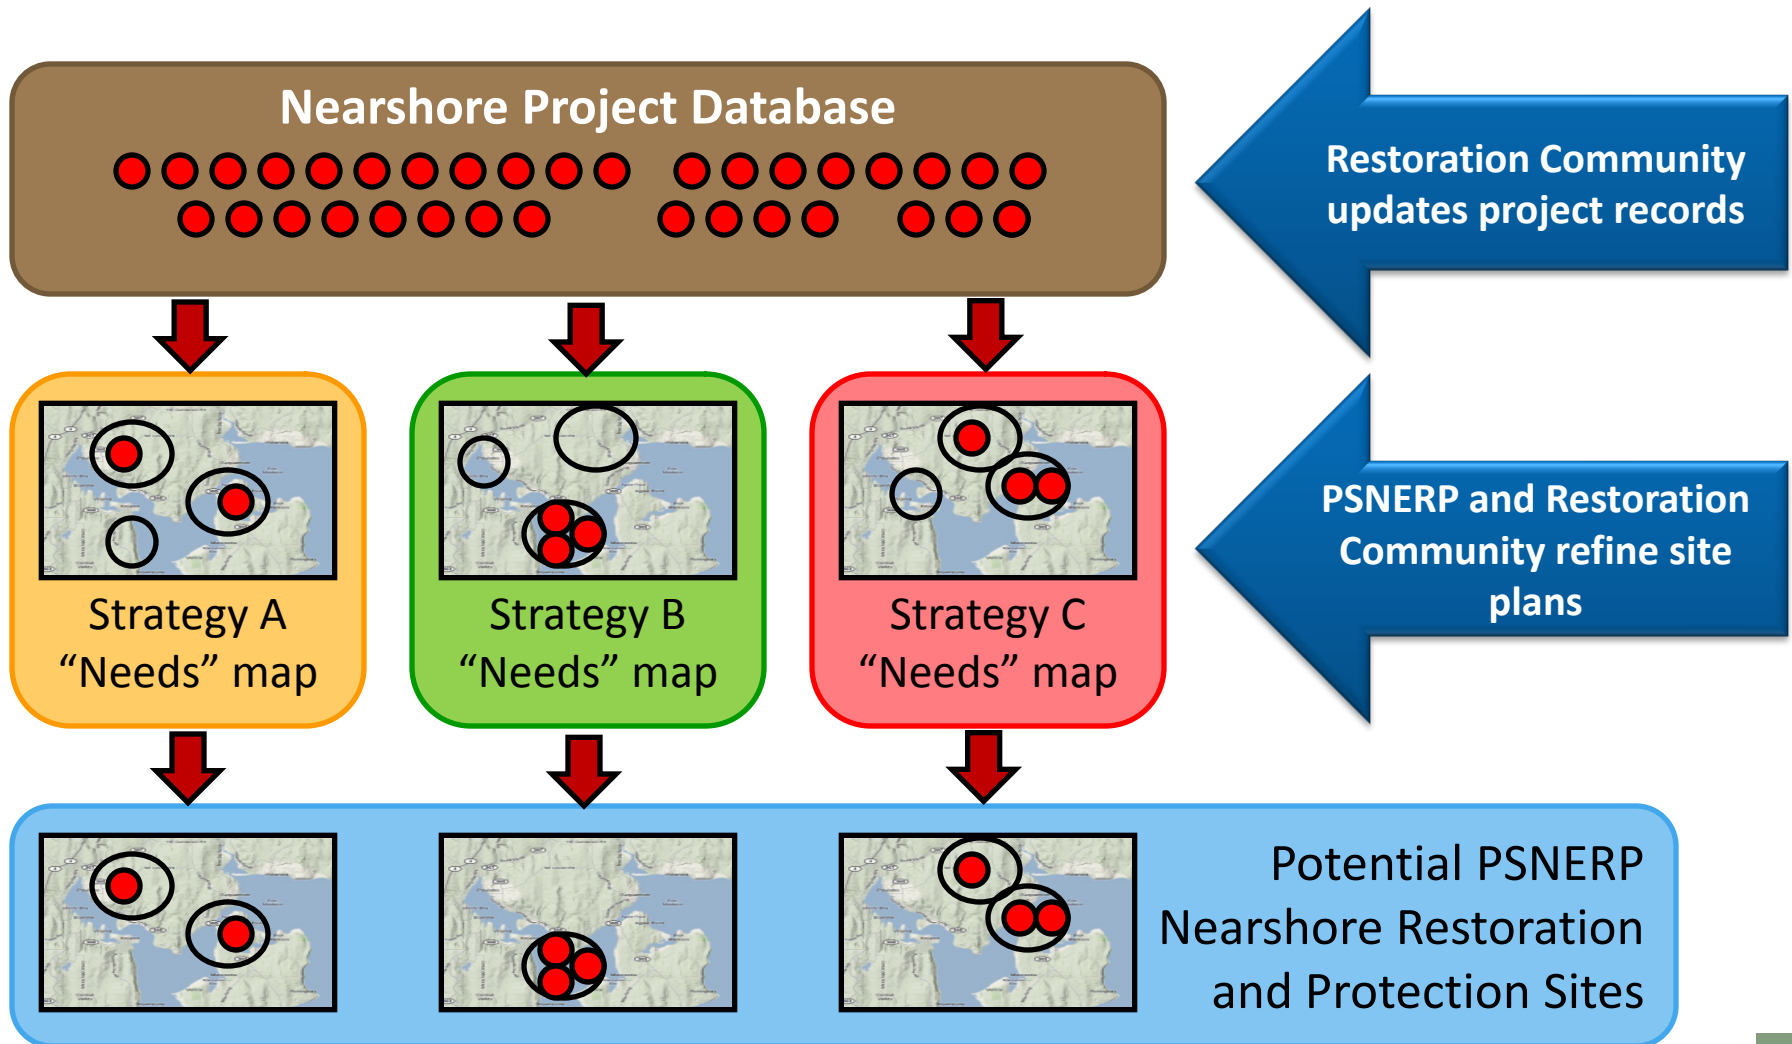 Nearshore Project Database
Restoration Community
updates project records
Strategy A
“Needs” map
Strategy B
“Needs” map
Strategy C
“Needs” map
PSNERP and Restoration
Community refine site
plans
Potential PSNERP
Nearshore Restoration
and Protection Sites